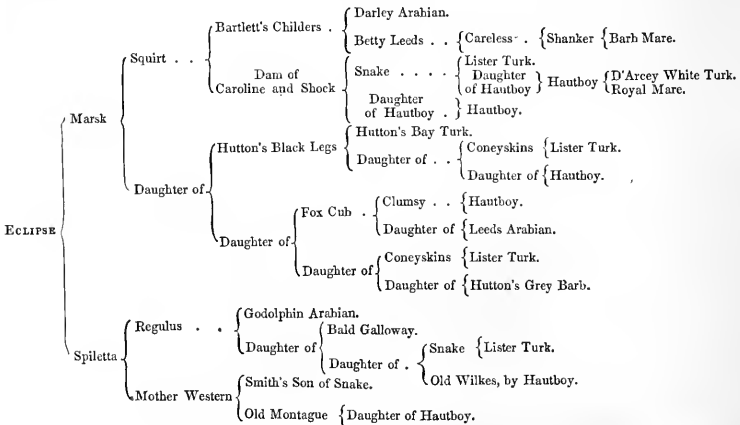 Darley Arabian.
Bartlett's Childers .
Betty Leeds . . Careless . Shanker Barb Mare.
Squirt . .
Lister Turk.
Dam of Caroline and Shock
Snake . . . .
Daughter of Hautboy
Hautboy
D'Arcey White Turk.
Royal Mare.
Daughter of Hautboy .
Hautboy.
Marsk
Hutton's Bay Turk.
Hutton's Black Legs
Daughter of . .
Coneyskins Lister Turk.
Daughter of Hautboy.
Daughter of
Fox Cub .
Clumsy . . Hautboy.
Daughter of Leeds Arabian.
Daughter of
Daughter of
Coneyskins Lister Turk.
Daughter of Hutton's Grey Barb.
ECLIPSE
Godolphin Arabian.
Regulus . .
Daughter of
Bald Galloway.
Daughter of .
Snake Lister Turk.
Old Wilkes, by Hautboy.
Spiletta
Smith's Son of Snake.
Mother Western
Old Montague Daughter of Hautboy.